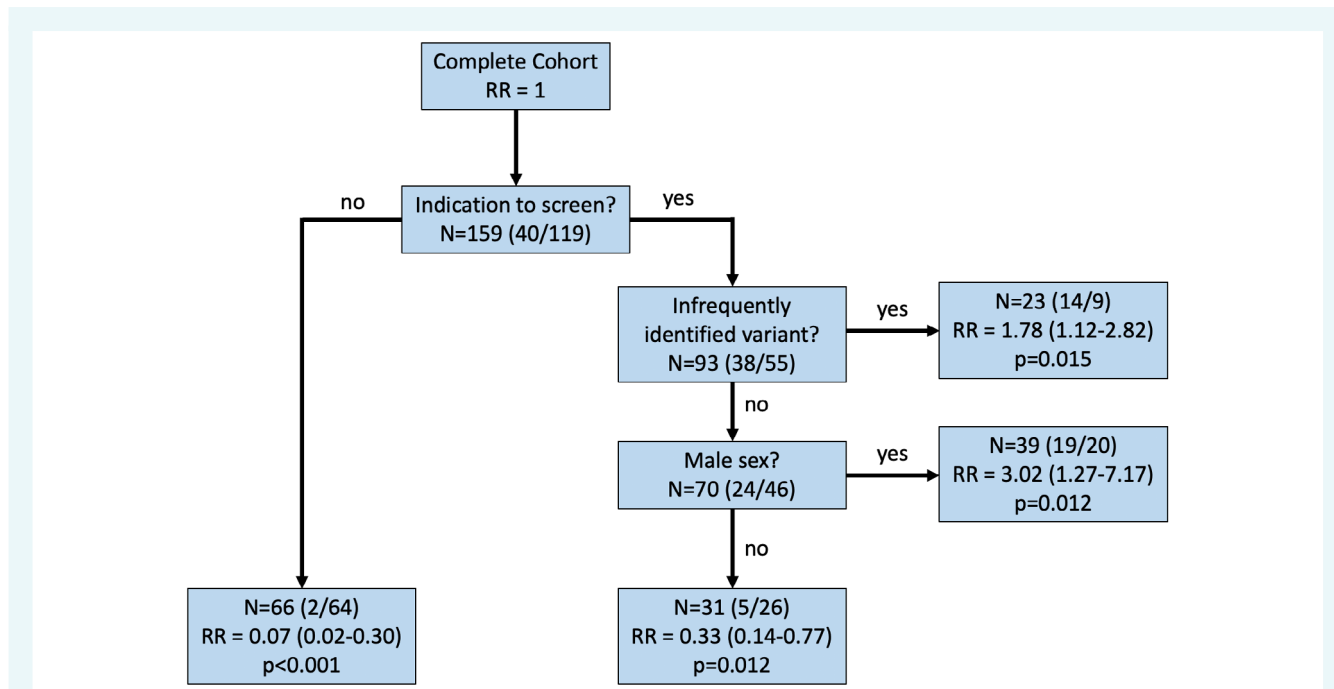 Complete Cohort
RR = 1
no
Indication to screen?
N=159 (40/119)
yes
Infrequently
identified variant?
N=93 (38/55)
yes
N=23 (14/9)
RR = 1.78 (1.12-2.82)
p=0.015
no
Male sex?
N=70 (24/46)
yes
N=39 (19/20)
RR = 3.02 (1.27-7.17)
p=0.012
no
N=66 (2/64)
RR = 0.07 (0.02-0.30)
p<0.001
N=31 (5/26)
RR = 0.33 (0.14-0.77)
p=0.012